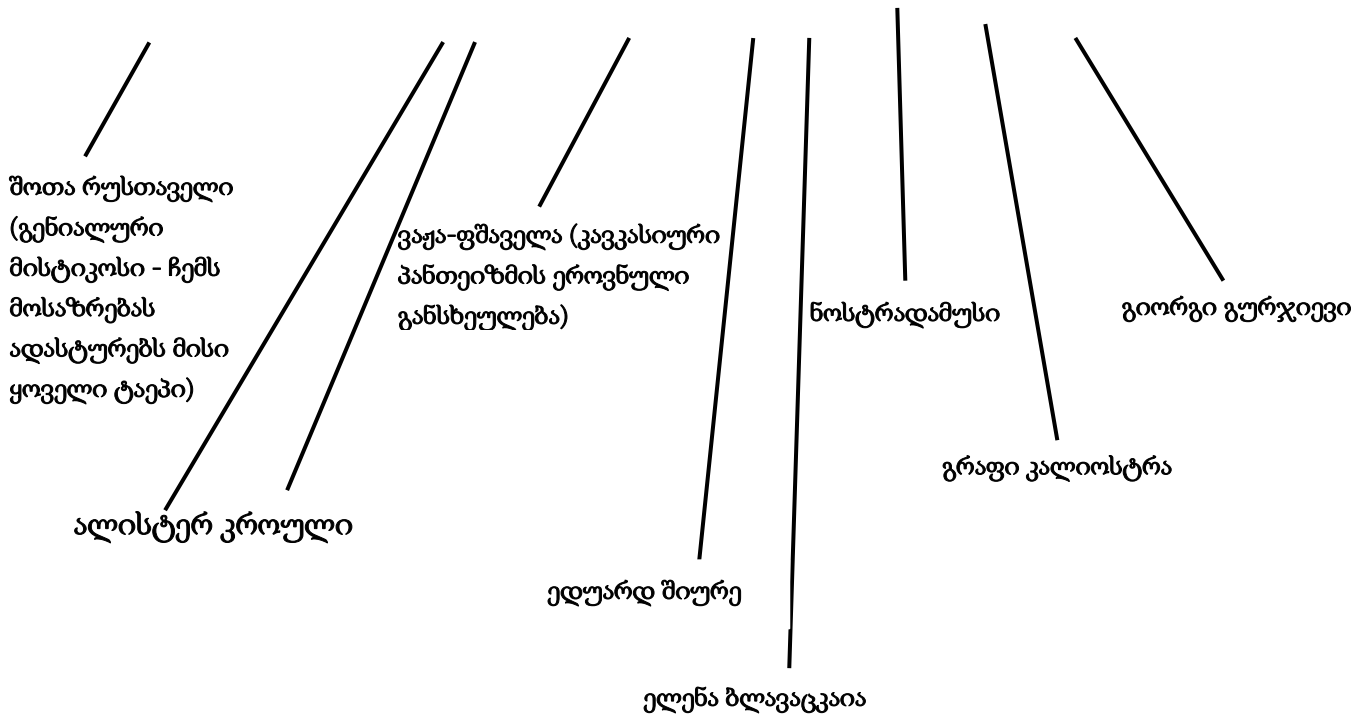 შოთა რუსთაველი
(გენიალური
მისტიკოსი - ჩემს
მოსაზრებას
ადასტურებს მისი
ყოველი ტაეპი)
ვაჟა-ფშაველა (კავკასიური
პანთეიზმის ეროვნული
განსხეულება)
ნოსტრადამუსი
გიორგი გურჯიევი
გრაფი კალიოსტრა
ალისტერ კროული
ედუარდ შიურე
ელენა ბლავაცკაია